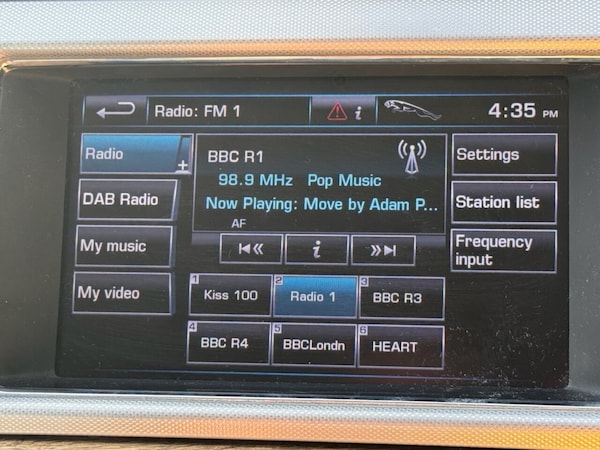 Radio: FM 1
i
4:35 PM
Radio
+
DAB Radio
My music
My video
BBC R1
98.9 MHz Pop Music
Now Playing: Move by Adam P...
AF
i
Settings
Station list
Frequency
input
1 Kiss 100
2 Radio 1
3 BBC R3
4 BBC R4
5 BBCLondn
6 HEART